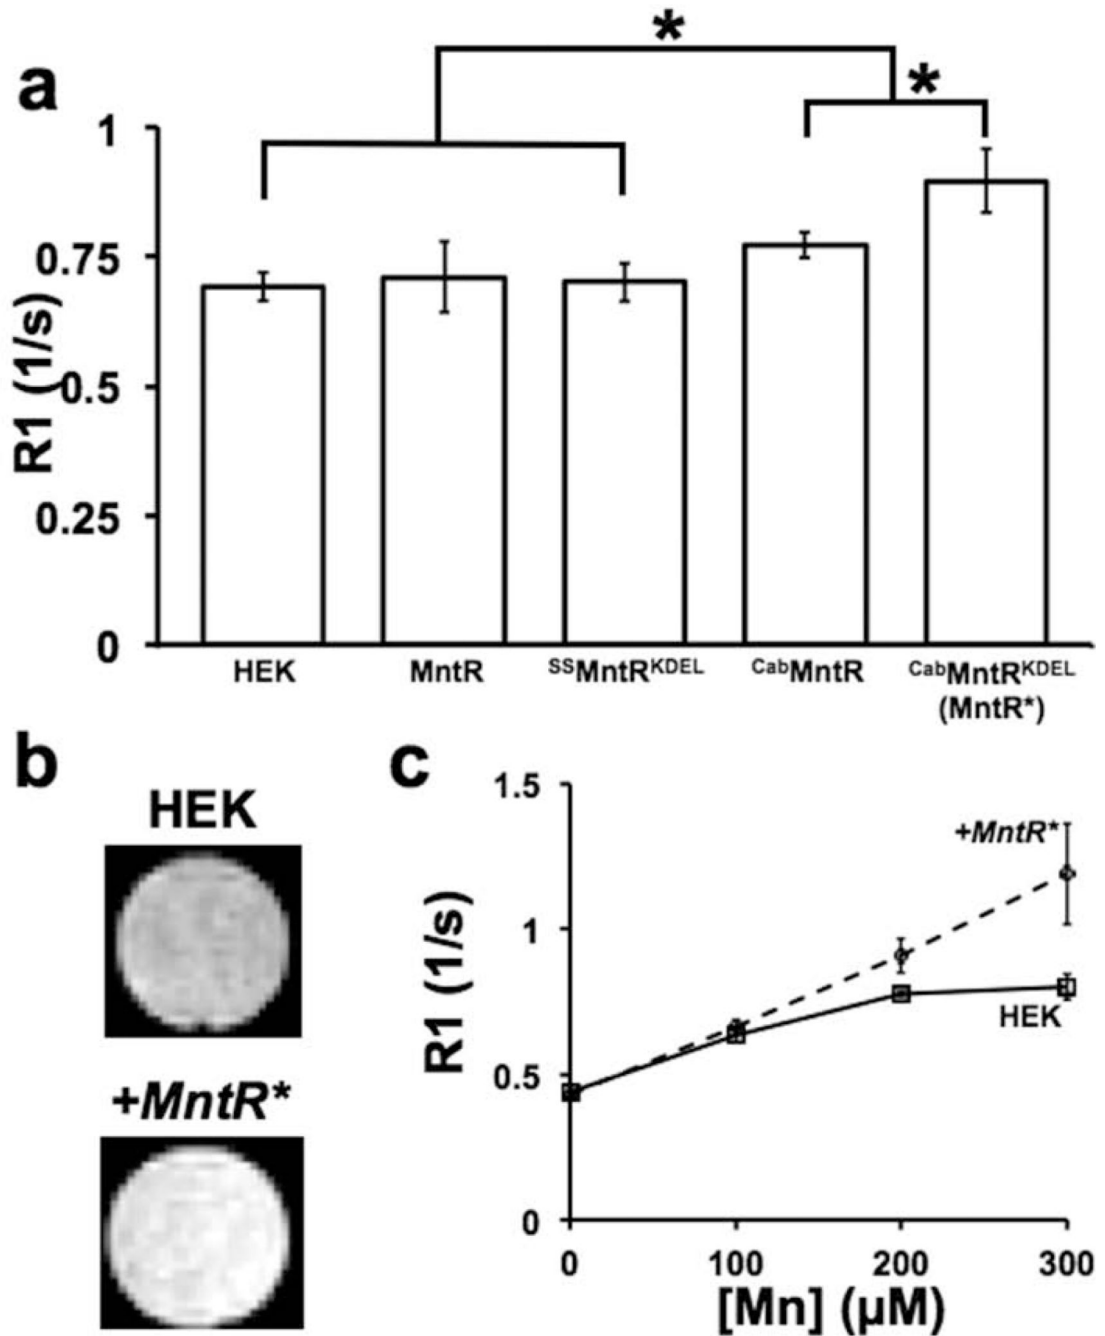 a
*
*
R1 (1/s)
1
0.75
0.5
0.25
0
HEK MntR SSMntRKDEL CabMntR CabMntRKDEL
(MntR*)
b
HEK
+MntR*
c
R1 (1/s)
1.5
1
0.5
0
+MntR*
HEK
0 100 200 300
[Mn] (µM)